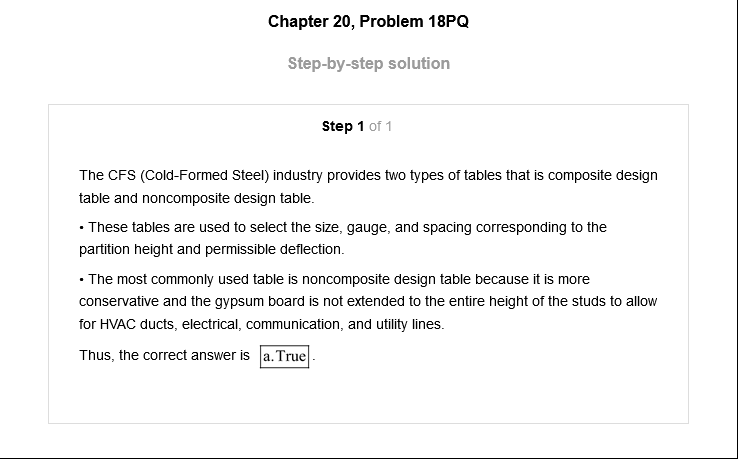 Chapter 20, Problem 18PQ
Step-by-step solution
Step 1 of 1
The CFS (Cold-Formed Steel) industry provides two types of tables that is composite design
table and noncomposite design table.
• These tables are used to select the size, gauge, and spacing corresponding to the
partition height and permissible deflection.
• The most commonly used table is noncomposite design table because it is more
conservative and the gypsum board is not extended to the entire height of the studs to allow
for HVAC ducts, electrical, communication, and utility lines.
Thus, the correct answer is a.True.